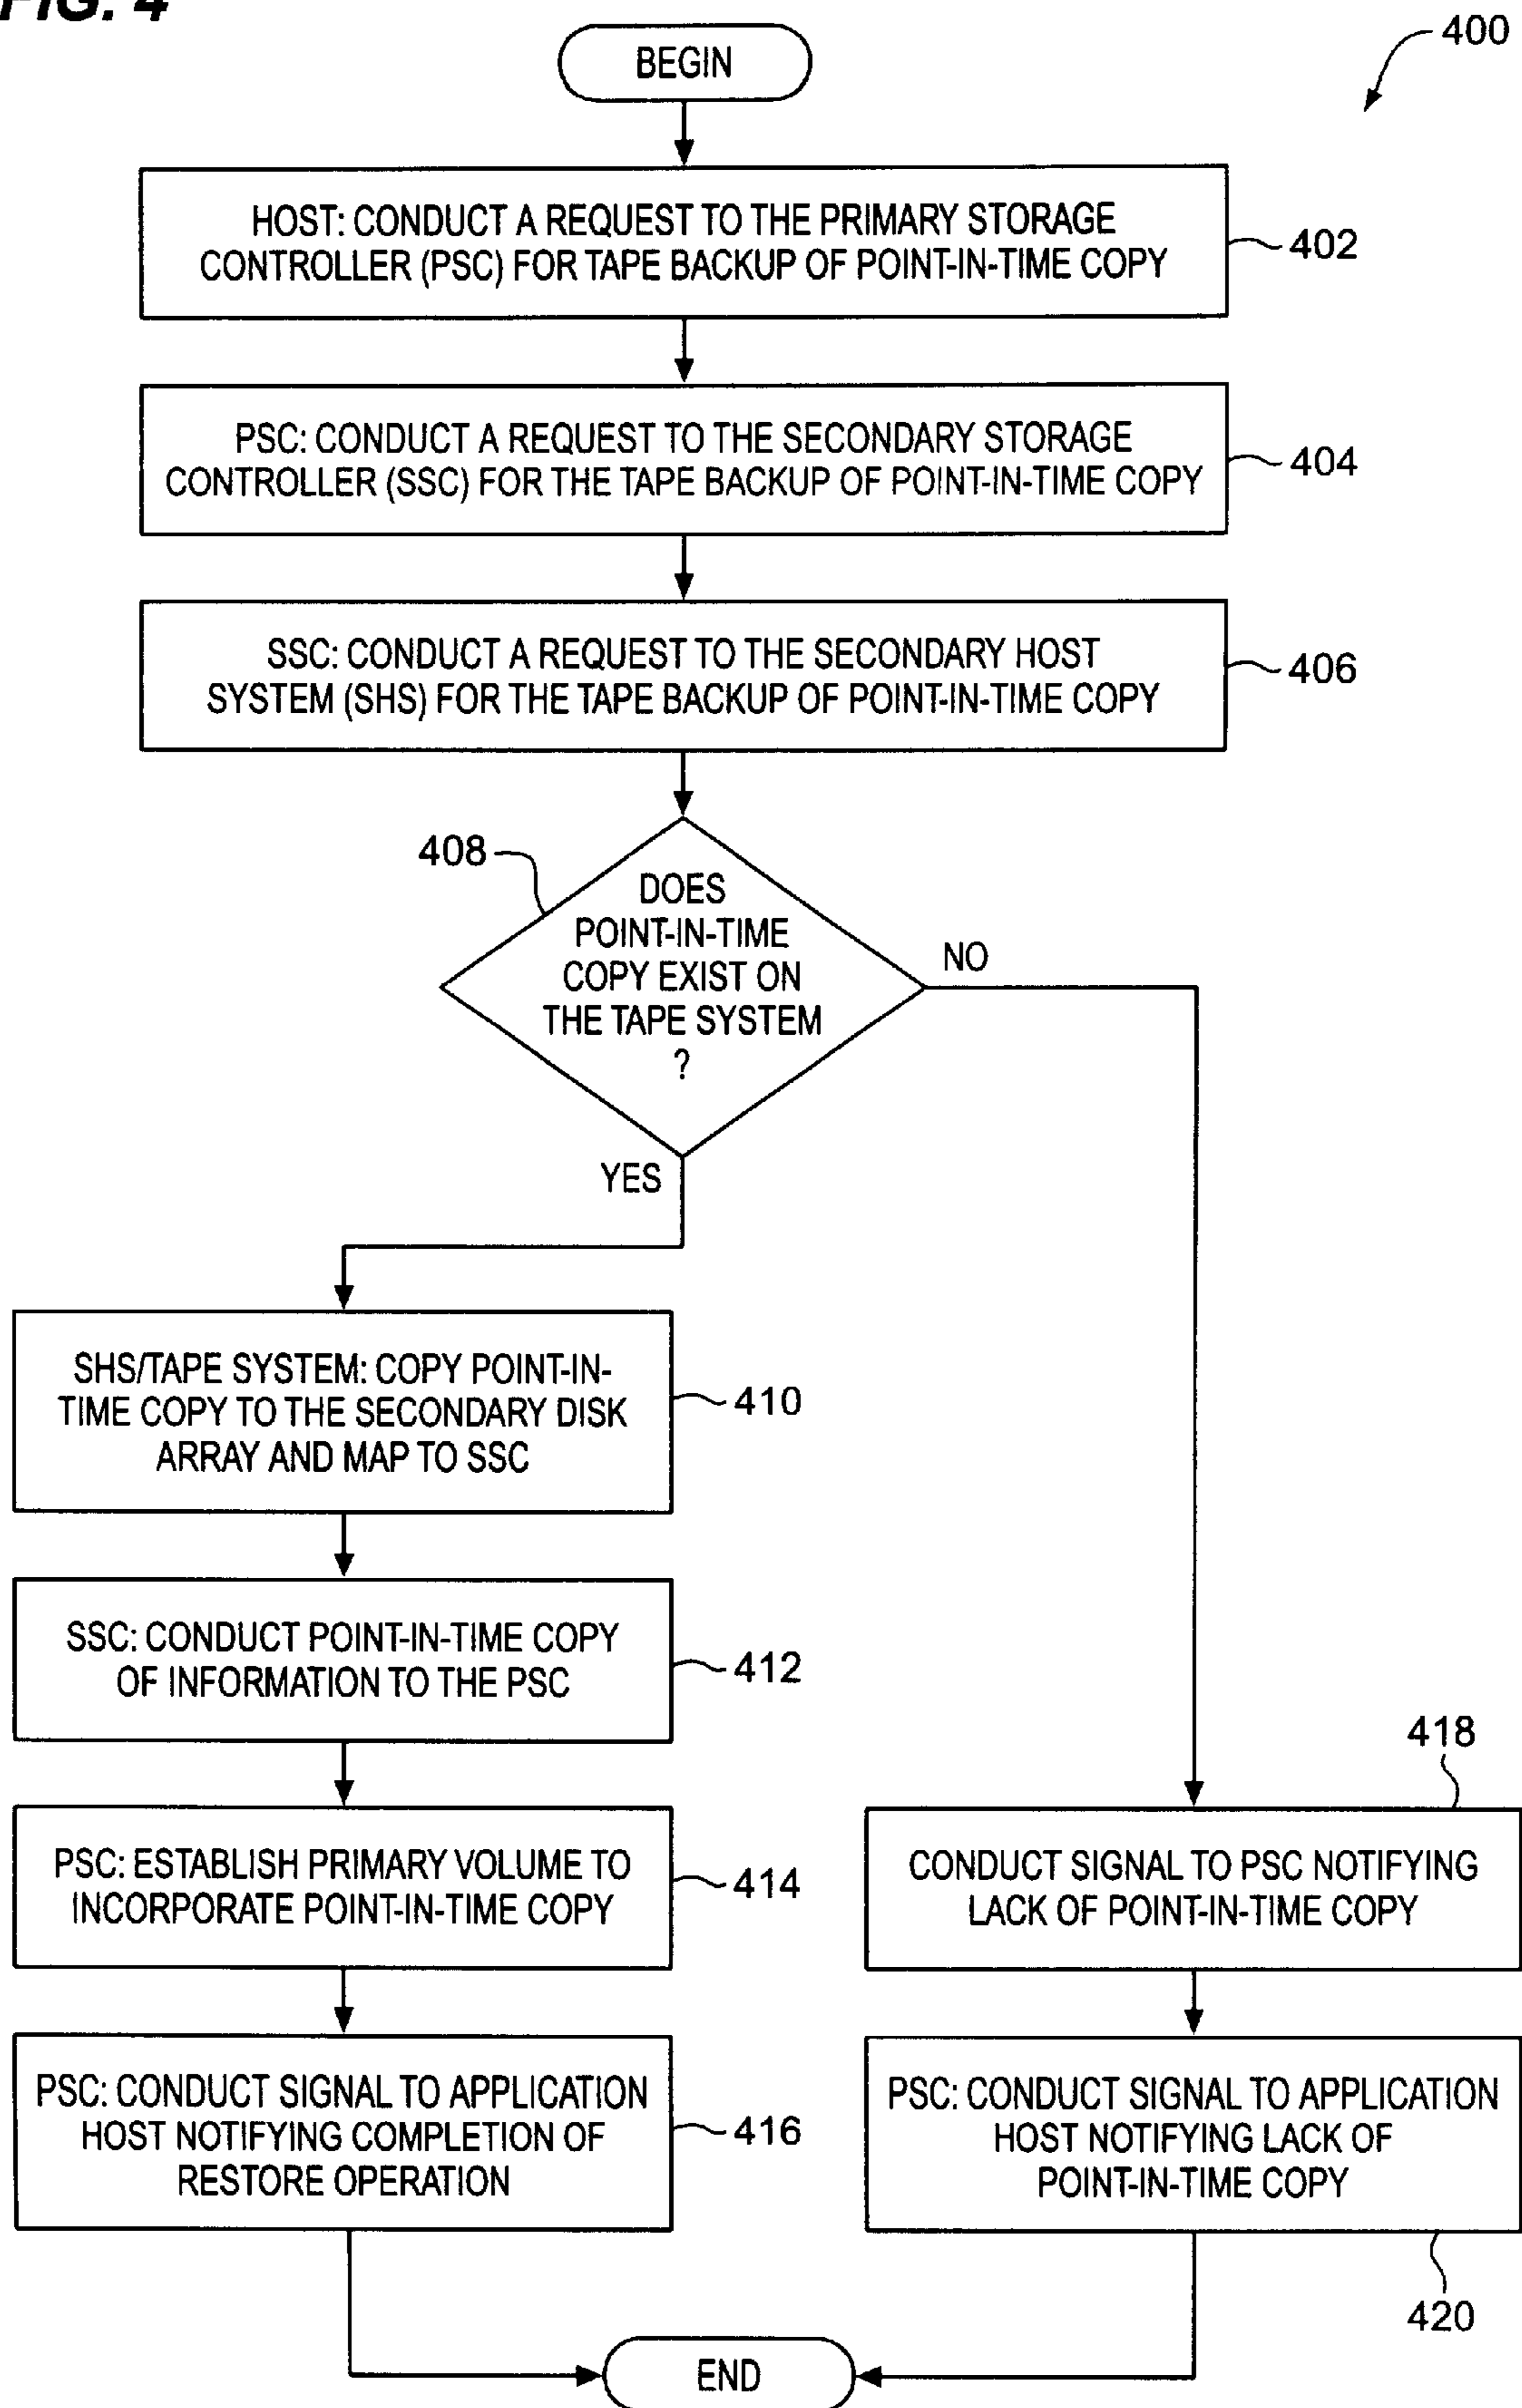 FIG. 4
400
BEGIN
HOST: CONDUCT A REQUEST TO THE PRIMARY STORAGE
CONTROLLER (PSC) FOR TAPE BACKUP OF POINT-IN-TIME COPY
402
PSC: CONDUCT A REQUEST TO THE SECONDARY STORAGE
CONTROLLER (SSC) FOR THE TAPE BACKUP OF POINT-IN-TIME COPY
404
SSC: CONDUCT A REQUEST TO THE SECONDARY HOST
SYSTEM (SHS) FOR THE TAPE BACKUP OF POINT-IN-TIME COPY
406
408
DOES
POINT-IN-TIME
COPY EXIST ON
THE TAPE SYSTEM
?
NO
YES
SHS/TAPE SYSTEM: COPY POINT-IN-
TIME COPY TO THE SECONDARY DISK
ARRAY AND MAP TO SSC
410
SSC: CONDUCT POINT-IN-TIME COPY
OF INFORMATION TO THE PSC
412
PSC: ESTABLISH PRIMARY VOLUME TO
INCORPORATE POINT-IN-TIME COPY
414
PSC: CONDUCT SIGNAL TO APPLICATION
HOST NOTIFYING COMPLETION OF
RESTORE OPERATION
416
418
CONDUCT SIGNAL TO PSC NOTIFYING
LACK OF POINT-IN-TIME COPY
PSC: CONDUCT SIGNAL TO APPLICATION
HOST NOTIFYING LACK OF
POINT-IN-TIME COPY
420
END